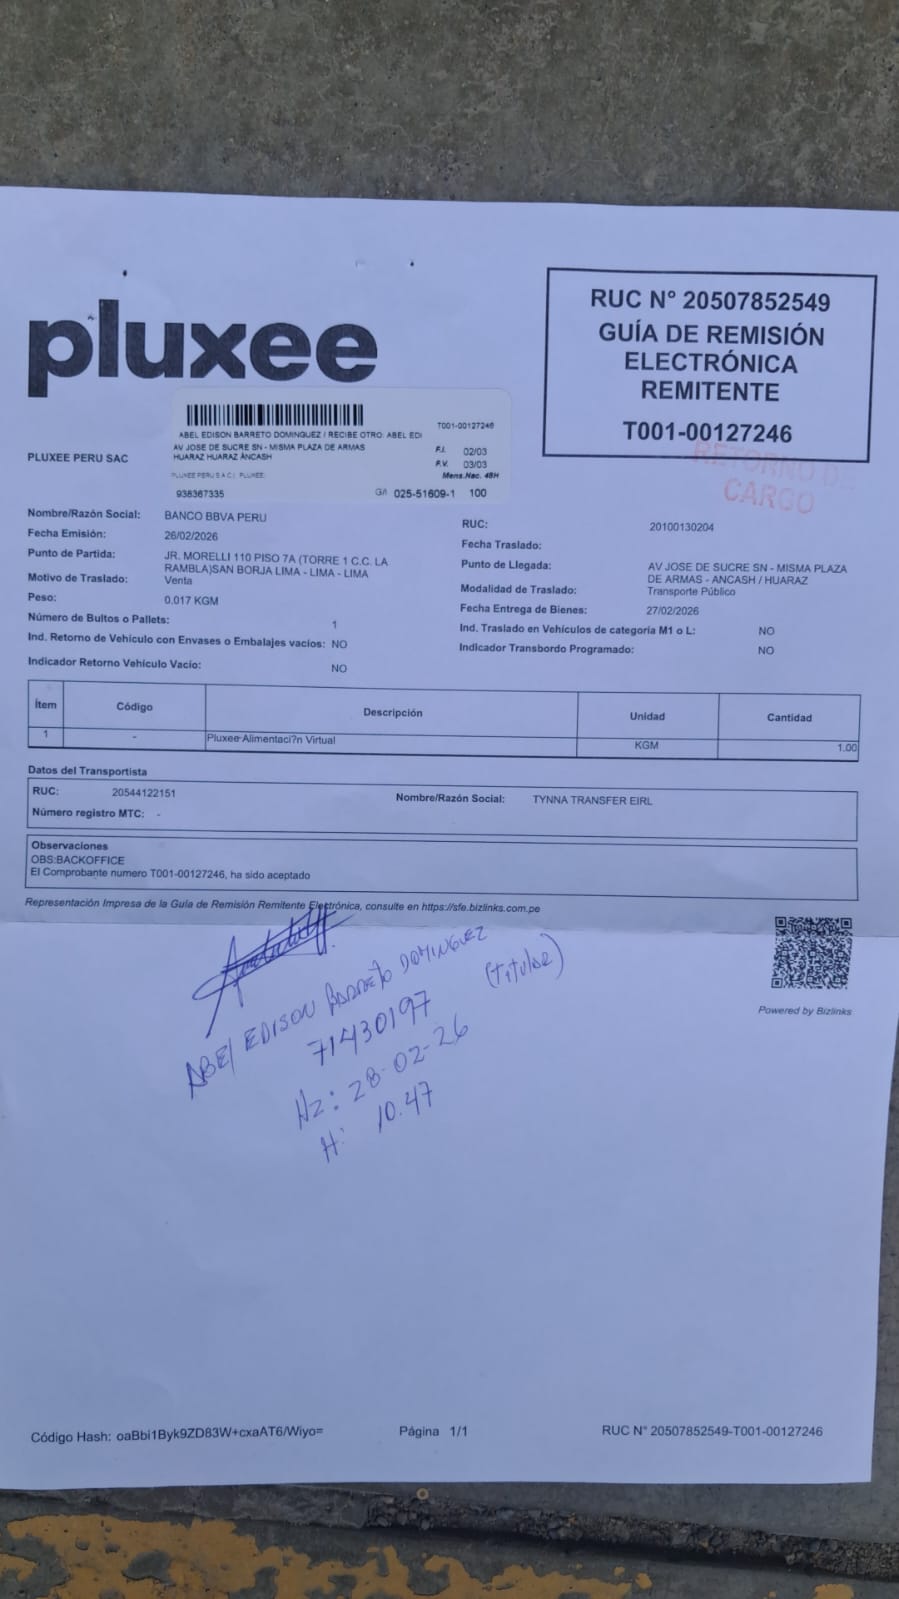 pluxee
RUC N° 20507852549
GUÍA DE REMISIÓN
ELECTRÓNICA
REMITENTE
T001-00127246
RETORNO D
CARGO
ABEL EDISON BARRETO DOMINGUEZ / RECIBE OTRO: ABEL EDI
T001-00127246
AV JOSE DE SUCRE SN - MISMA PLAZA DE ARMAS
HUARAZ HUARAZ ANCASH
F.I. 02/03
F.V. 03/03
PLUXEE PERU S A C | PLUXEE
Mens.Nac. 48H
938367335
G/I 025-51609-1 100
PLUXEE PERU SAC
Nombre/Razón Social: BANCO BBVA PERU
RUC: 20100130204
Fecha Emisión: 26/02/2026
Fecha Traslado:
Punto de Partida: JR. MORELLI 110 PISO 7A (TORRE 1 C.C. LA
RAMBLA)SAN BORJA LIMA - LIMA - LIMA
Punto de Llegada: AV JOSE DE SUCRE SN - MISMA PLAZA
DE ARMAS - ANCASH / HUARAZ
Motivo de Traslado: Venta
Modalidad de Traslado: Transporte Público
Peso: 0.017 KGM
Fecha Entrega de Bienes: 27/02/2026
Número de Bultos o Pallets: 1
Ind. Traslado en Vehículos de categoría M1 o L: NO
Ind. Retorno de Vehículo con Envases o Embalajes vacíos: NO
Indicador Transbordo Programado: NO
Indicador Retorno Vehículo Vacío: NO
Ítem Código Descripción Unidad Cantidad
1 - Pluxee Alimentaci?n Virtual KGM 1.00
Datos del Transportista
RUC: 20544122151 Nombre/Razón Social: TYNNA TRANSFER EIRL
Número registro MTC: -
Observaciones
OBS:BACKOFFICE
El Comprobante numero T001-00127246, ha sido aceptado
Representación Impresa de la Guía de Remisión Remitente Electrónica, consulte en https://sfe.bizlinks.com.pe
Powered by Bizlinks
ABEl EDISON BARRETO DOMINGUEZ (titular)
71430197
Hz: 28-02-26
H: 10.47
Código Hash: oaBbi1Byk9ZD83W+cxaAT6/Wiyo= Página 1/1 RUC N° 20507852549-T001-00127246